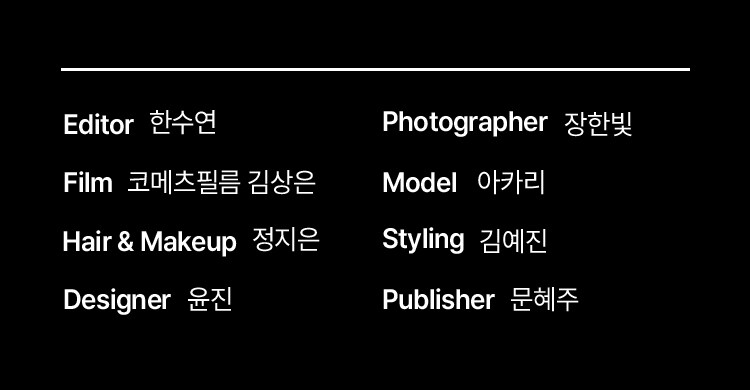 Editor 한수연
Photographer 장한빛
Film 코메츠필름 김상은
Model 아카리
Hair & Makeup 정지은
Styling 김예진
Designer 윤진
Publisher 문혜주